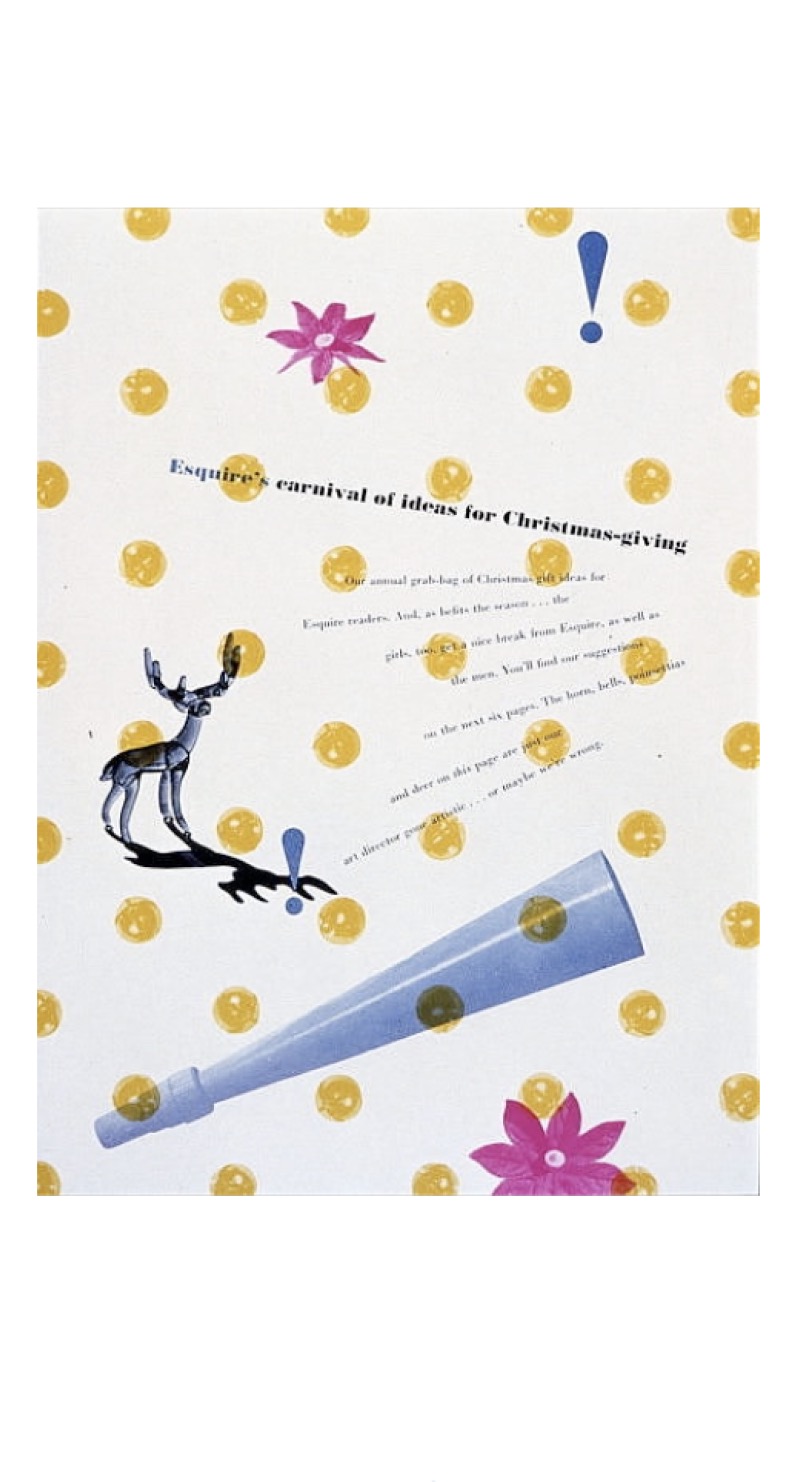 !
Esquire's carnival of ideas for Christmas-giving
Our annual grab-bag of Christmas gift ideas for
Esquire readers. And, as befits the season . . . the
girls, too, get a nice break from Esquire, as well as
the men. You'll find our suggestions
on the next six pages. The horn, bells, poinsettias
and deer on this page are just our
art director gone artistic . . . or maybe we're wrong.
!